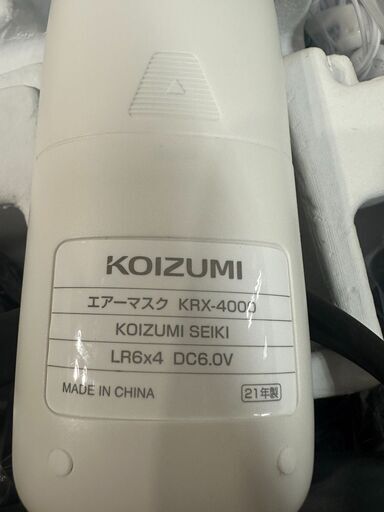 KOIZUMI
エアーマスク KRX-4000
KOIZUMI SEIKI
LR6x4 DC6.0V
MADE IN CHINA 21年製